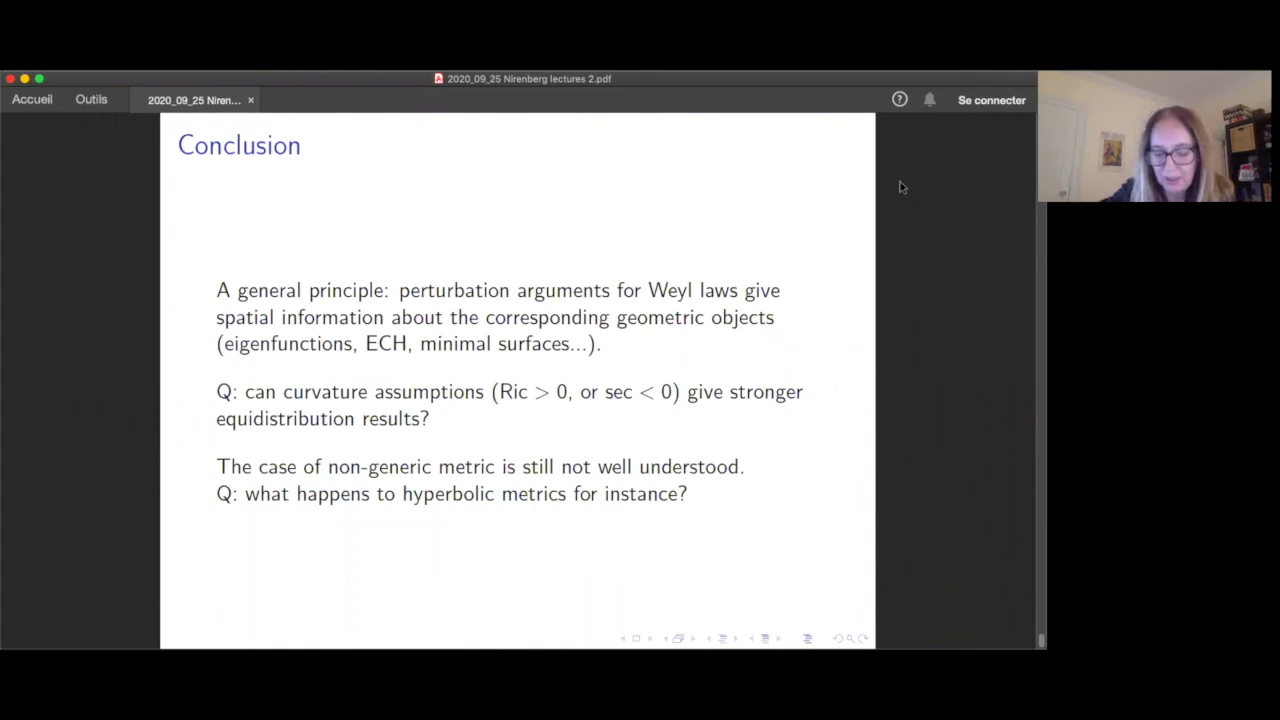 2020_09_25 Nirenberg lectures 2.pdf
Accueil Outils 2020_09_25 Niren... × ? Se connecter
Conclusion
A general principle: perturbation arguments for Weyl laws give
spatial information about the corresponding geometric objects
(eigenfunctions, ECH, minimal surfaces...).
Q: can curvature assumptions (Ric > 0, or sec < 0) give stronger
equidistribution results?
The case of non-generic metric is still not well understood.
Q: what happens to hyperbolic metrics for instance?